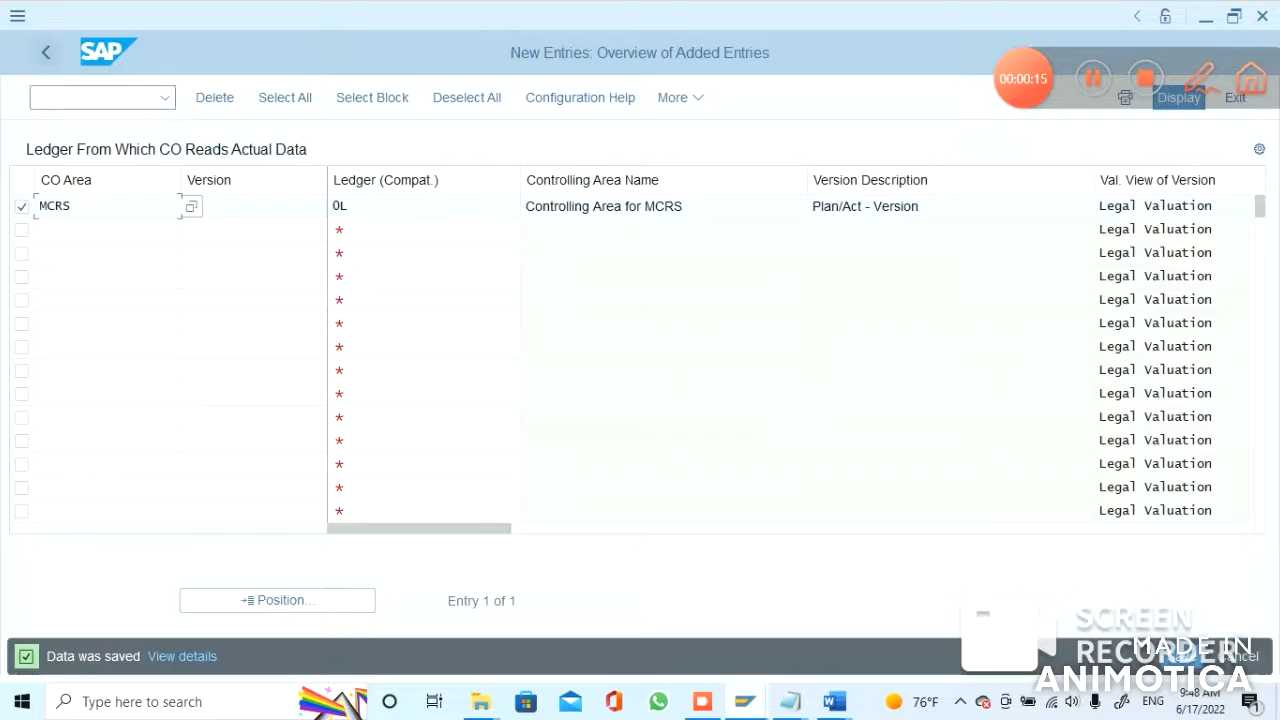 SAP
New Entries: Overview of Added Entries
00:00:15
Delete Select All Select Block Deselect All Configuration Help More Display Exit
Ledger From Which CO Reads Actual Data
CO Area Version Ledger (Compat.) Controlling Area Name Version Description Val. View of Version
MCRS 0L Controlling Area for MCRS Plan/Act - Version Legal Valuation
* Legal Valuation
* Legal Valuation
* Legal Valuation
* Legal Valuation
* Legal Valuation
* Legal Valuation
* Legal Valuation
* Legal Valuation
* Legal Valuation
* Legal Valuation
* Legal Valuation
* Legal Valuation
* Legal Valuation
Position... Entry 1 of 1
SCREEN
RECORDER
Data was saved View details Cancel
MADE IN
ANIMOTICA
Type here to search 76°F ENG 9:48 AM
6/17/2022